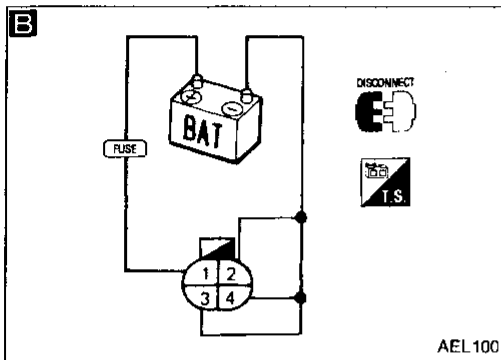 B
DISCONNECT
BAT
FUSE
T.S.
1 2
3 4
AEL100